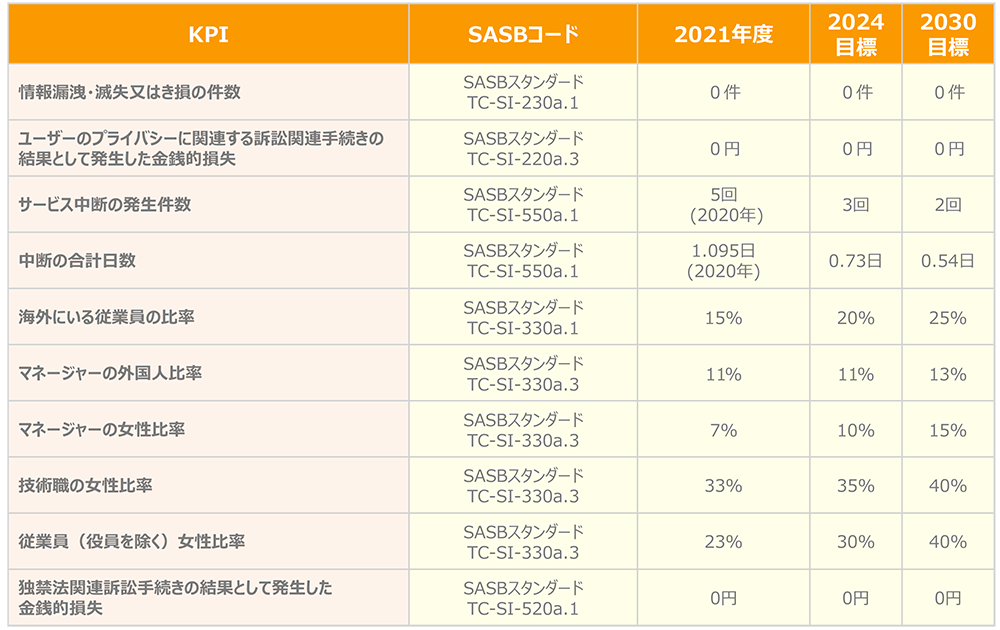 KPI
SASBコード
2021年度
2024
目標
2030
目標
情報漏洩・滅失又はき損の件数
SASBスタンダード
TC-SI-230a.1
0件
0件
0件
ユーザーのプライバシーに関連する訴訟関連手続きの
結果として発生した金銭的損失
SASBスタンダード
TC-SI-220a.3
0円
0円
0円
サービス中断の発生件数
SASBスタンダード
TC-SI-550a.1
5回
(2020年)
3回
2回
中断の合計日数
SASBスタンダード
TC-SI-550a.1
1.095日
(2020年)
0.73日
0.54日
海外にいる従業員の比率
SASBスタンダード
TC-SI-330a.1
15%
20%
25%
マネージャーの外国人比率
SASBスタンダード
TC-SI-330a.3
11%
11%
13%
マネージャーの女性比率
SASBスタンダード
TC-SI-330a.3
7%
10%
15%
技術職の女性比率
SASBスタンダード
TC-SI-330a.3
33%
35%
40%
従業員（役員を除く）女性比率
SASBスタンダード
TC-SI-330a.3
23%
30%
40%
独禁法関連訴訟手続きの結果として発生した
金銭的損失
SASBスタンダード
TC-SI-520a.1
0円
0円
0円